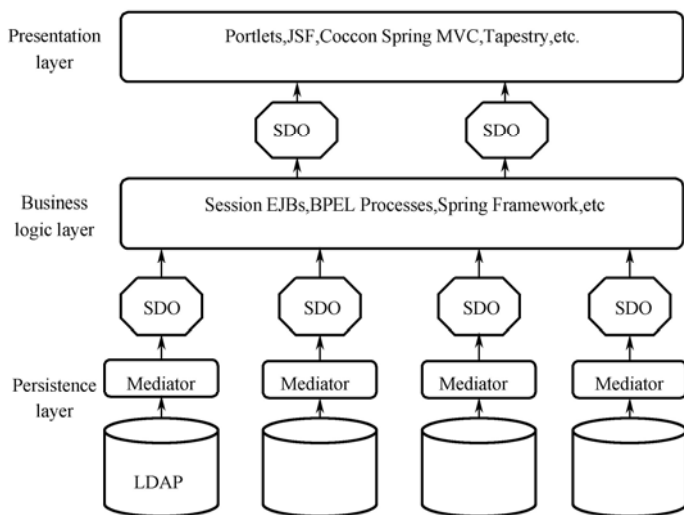 Presentation
layer
Portlets,JSF,Coccon Spring MVC,Tapestry,etc.
SDO
SDO
Business
logic layer
Session EJBs,BPEL Processes,Spring Framework,etc
SDO
SDO
SDO
SDO
Persistence
layer
Mediator
Mediator
Mediator
Mediator
LDAP